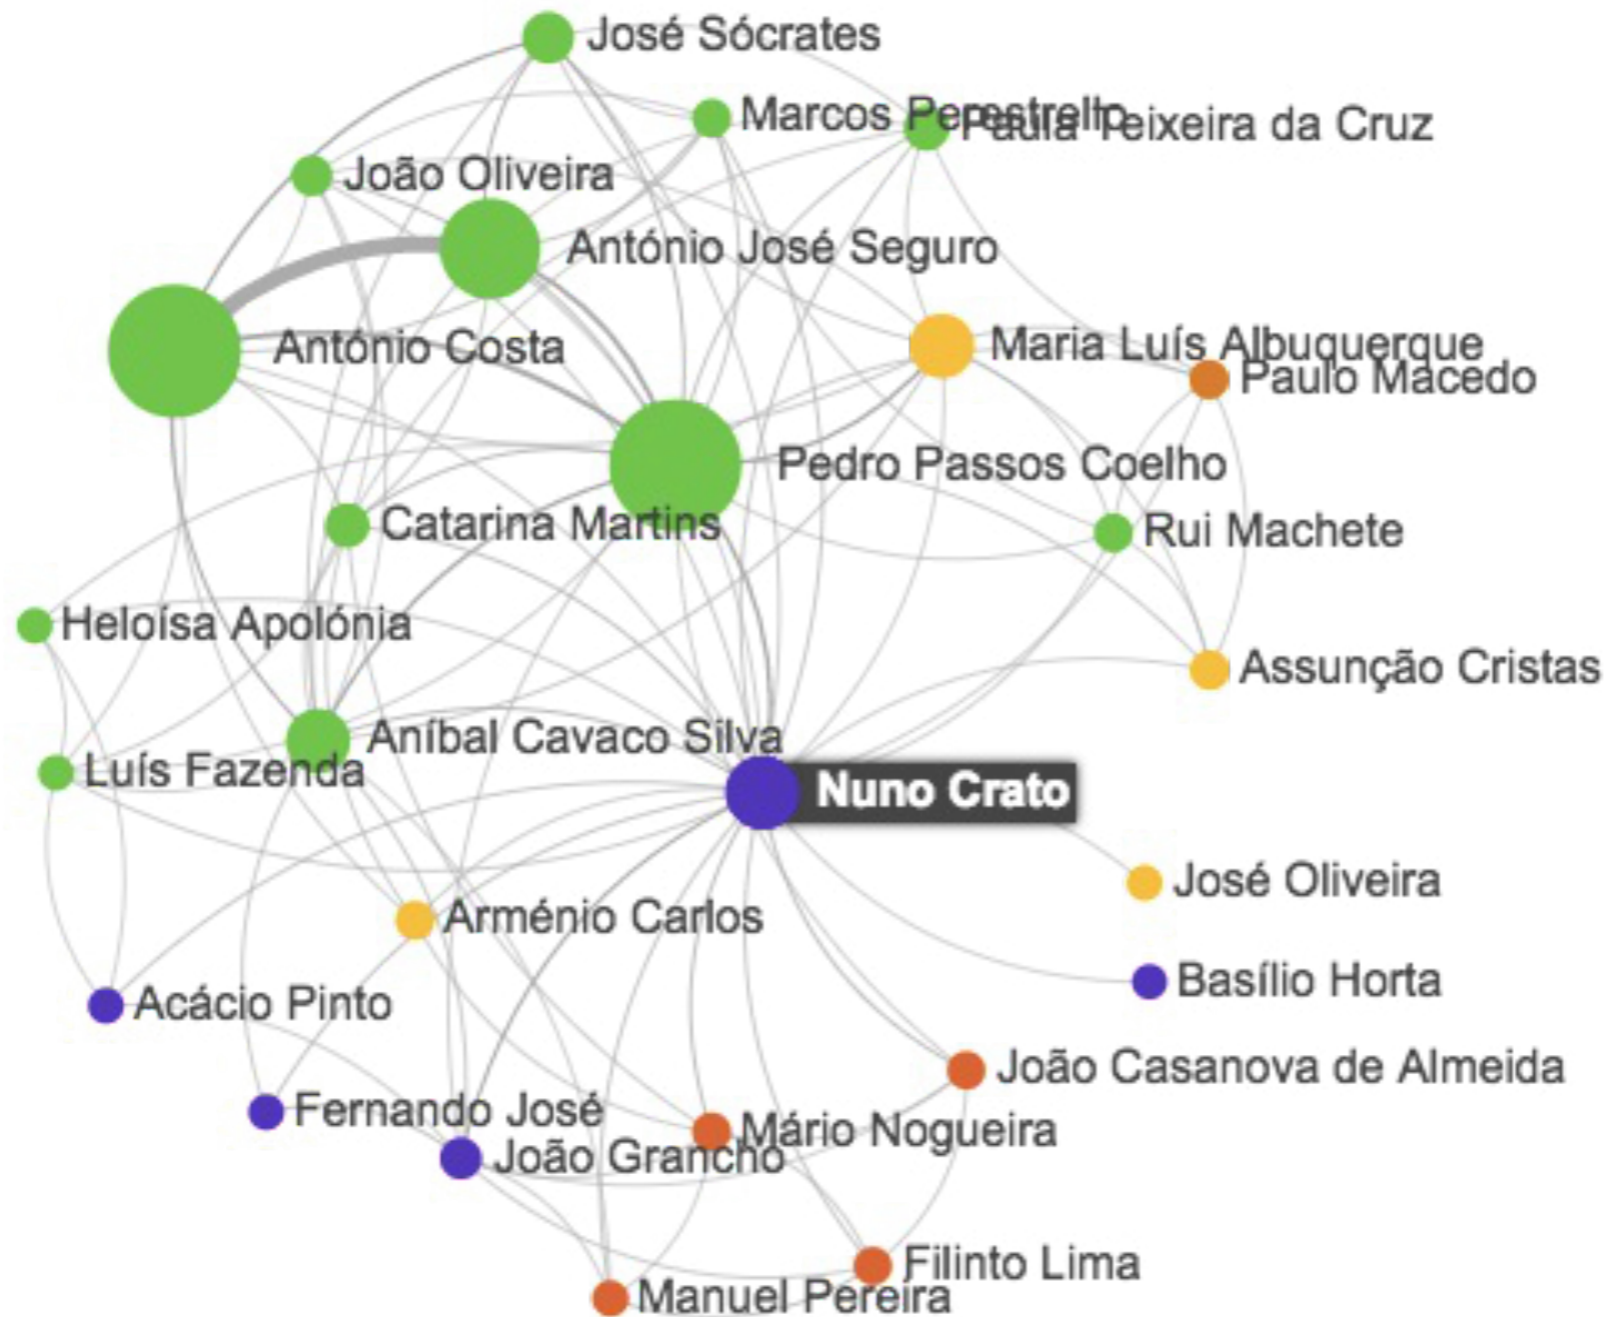 José Sócrates
Marcos Perestrello
Paula Teixeira da Cruz
João Oliveira
António José Seguro
António Costa
Maria Luís Albuquerque
Paulo Macedo
Pedro Passos Coelho
Catarina Martins
Rui Machete
Heloísa Apolónia
Assunção Cristas
Aníbal Cavaco Silva
Luís Fazenda
Nuno Crato
José Oliveira
Arménio Carlos
Basílio Horta
Acácio Pinto
João Casanova de Almeida
Fernando José
Mário Nogueira
João Grancho
Filinto Lima
Manuel Pereira